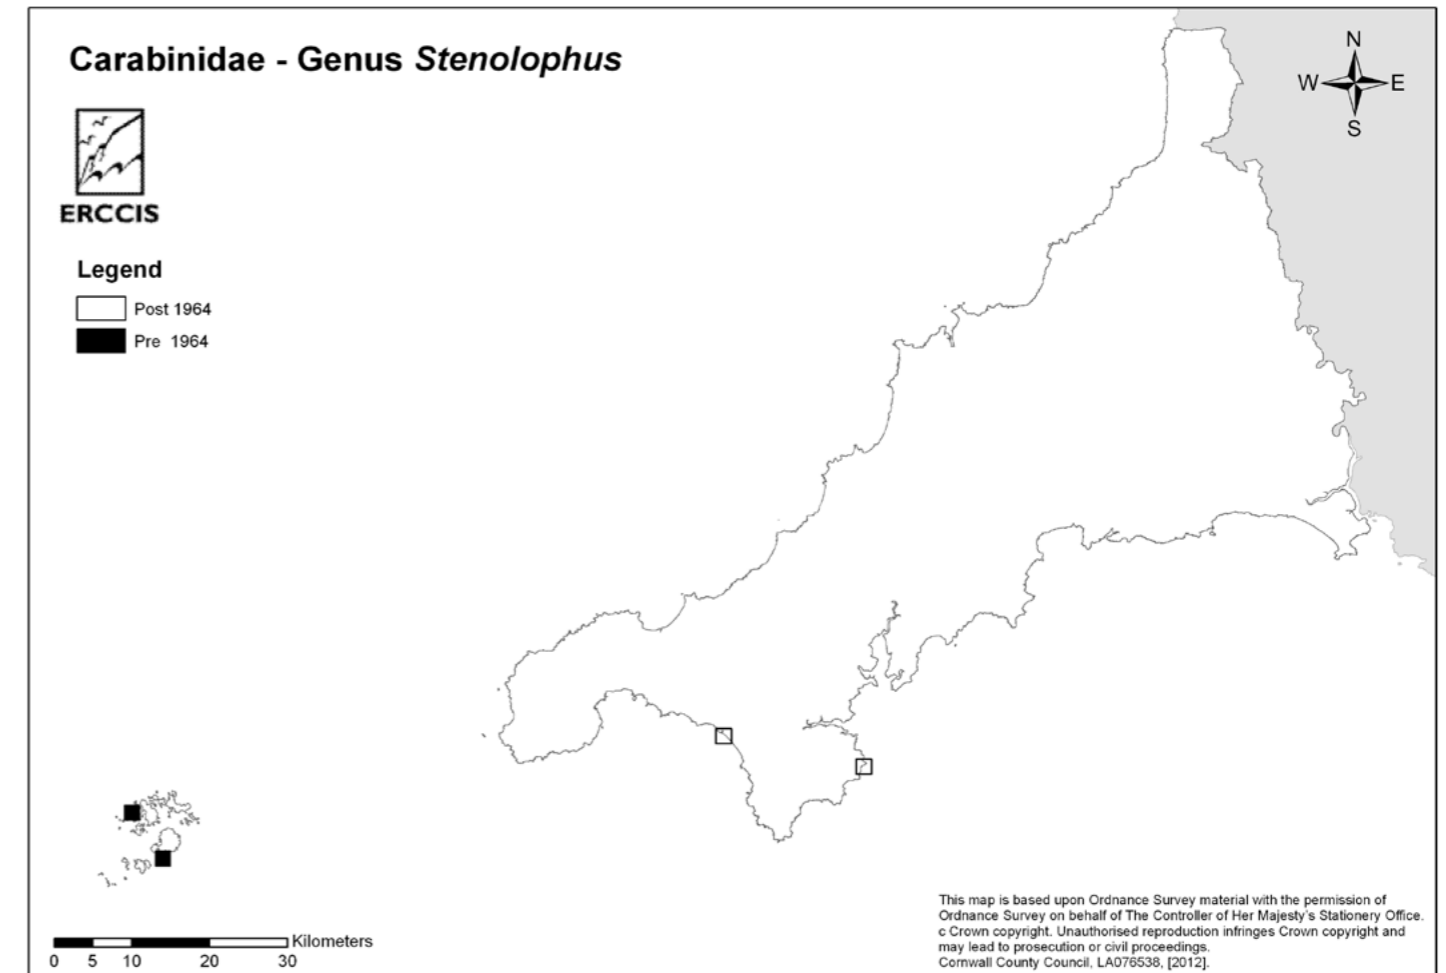 Carabinidae - Genus Stenolophus
N
W E
S
ERCCIS
Legend
Post 1964
Pre 1964
This map is based upon Ordnance Survey material with the permission of
Ordnance Survey on behalf of The Controller of Her Majesty's Stationery Office.
c Crown copyright. Unauthorised reproduction infringes Crown copyright and
may lead to prosecution or civil proceedings.
Cornwall County Council, LA076538, [2012].
Kilometers
0 5 10 20 30